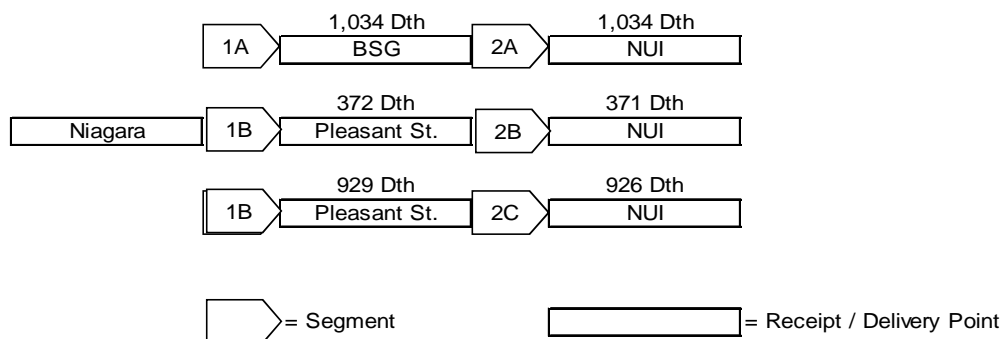 1,034 Dth 1,034 Dth
1A BSG 2A NUI
372 Dth 371 Dth
Niagara 1B Pleasant St. 2B NUI
929 Dth 926 Dth
1B Pleasant St. 2C NUI
= Segment = Receipt / Delivery Point